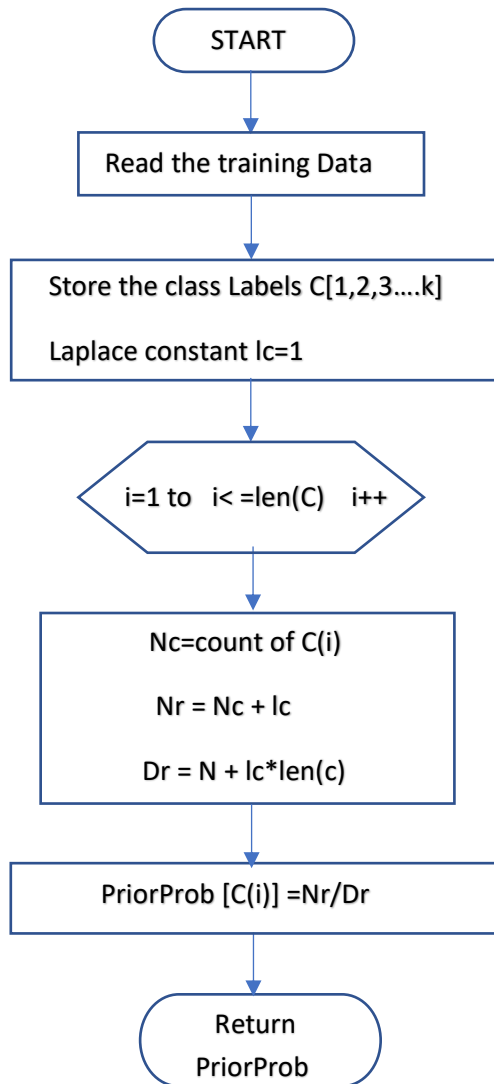 START
Read the training Data
Store the class Labels C[1,2,3....k]
Laplace constant lc=1
i=1 to i< =len(C) i++
Nc=count of C(i)
Nr = Nc + lc
Dr = N + lc*len(c)
PriorProb [C(i)] =Nr/Dr
Return
PriorProb